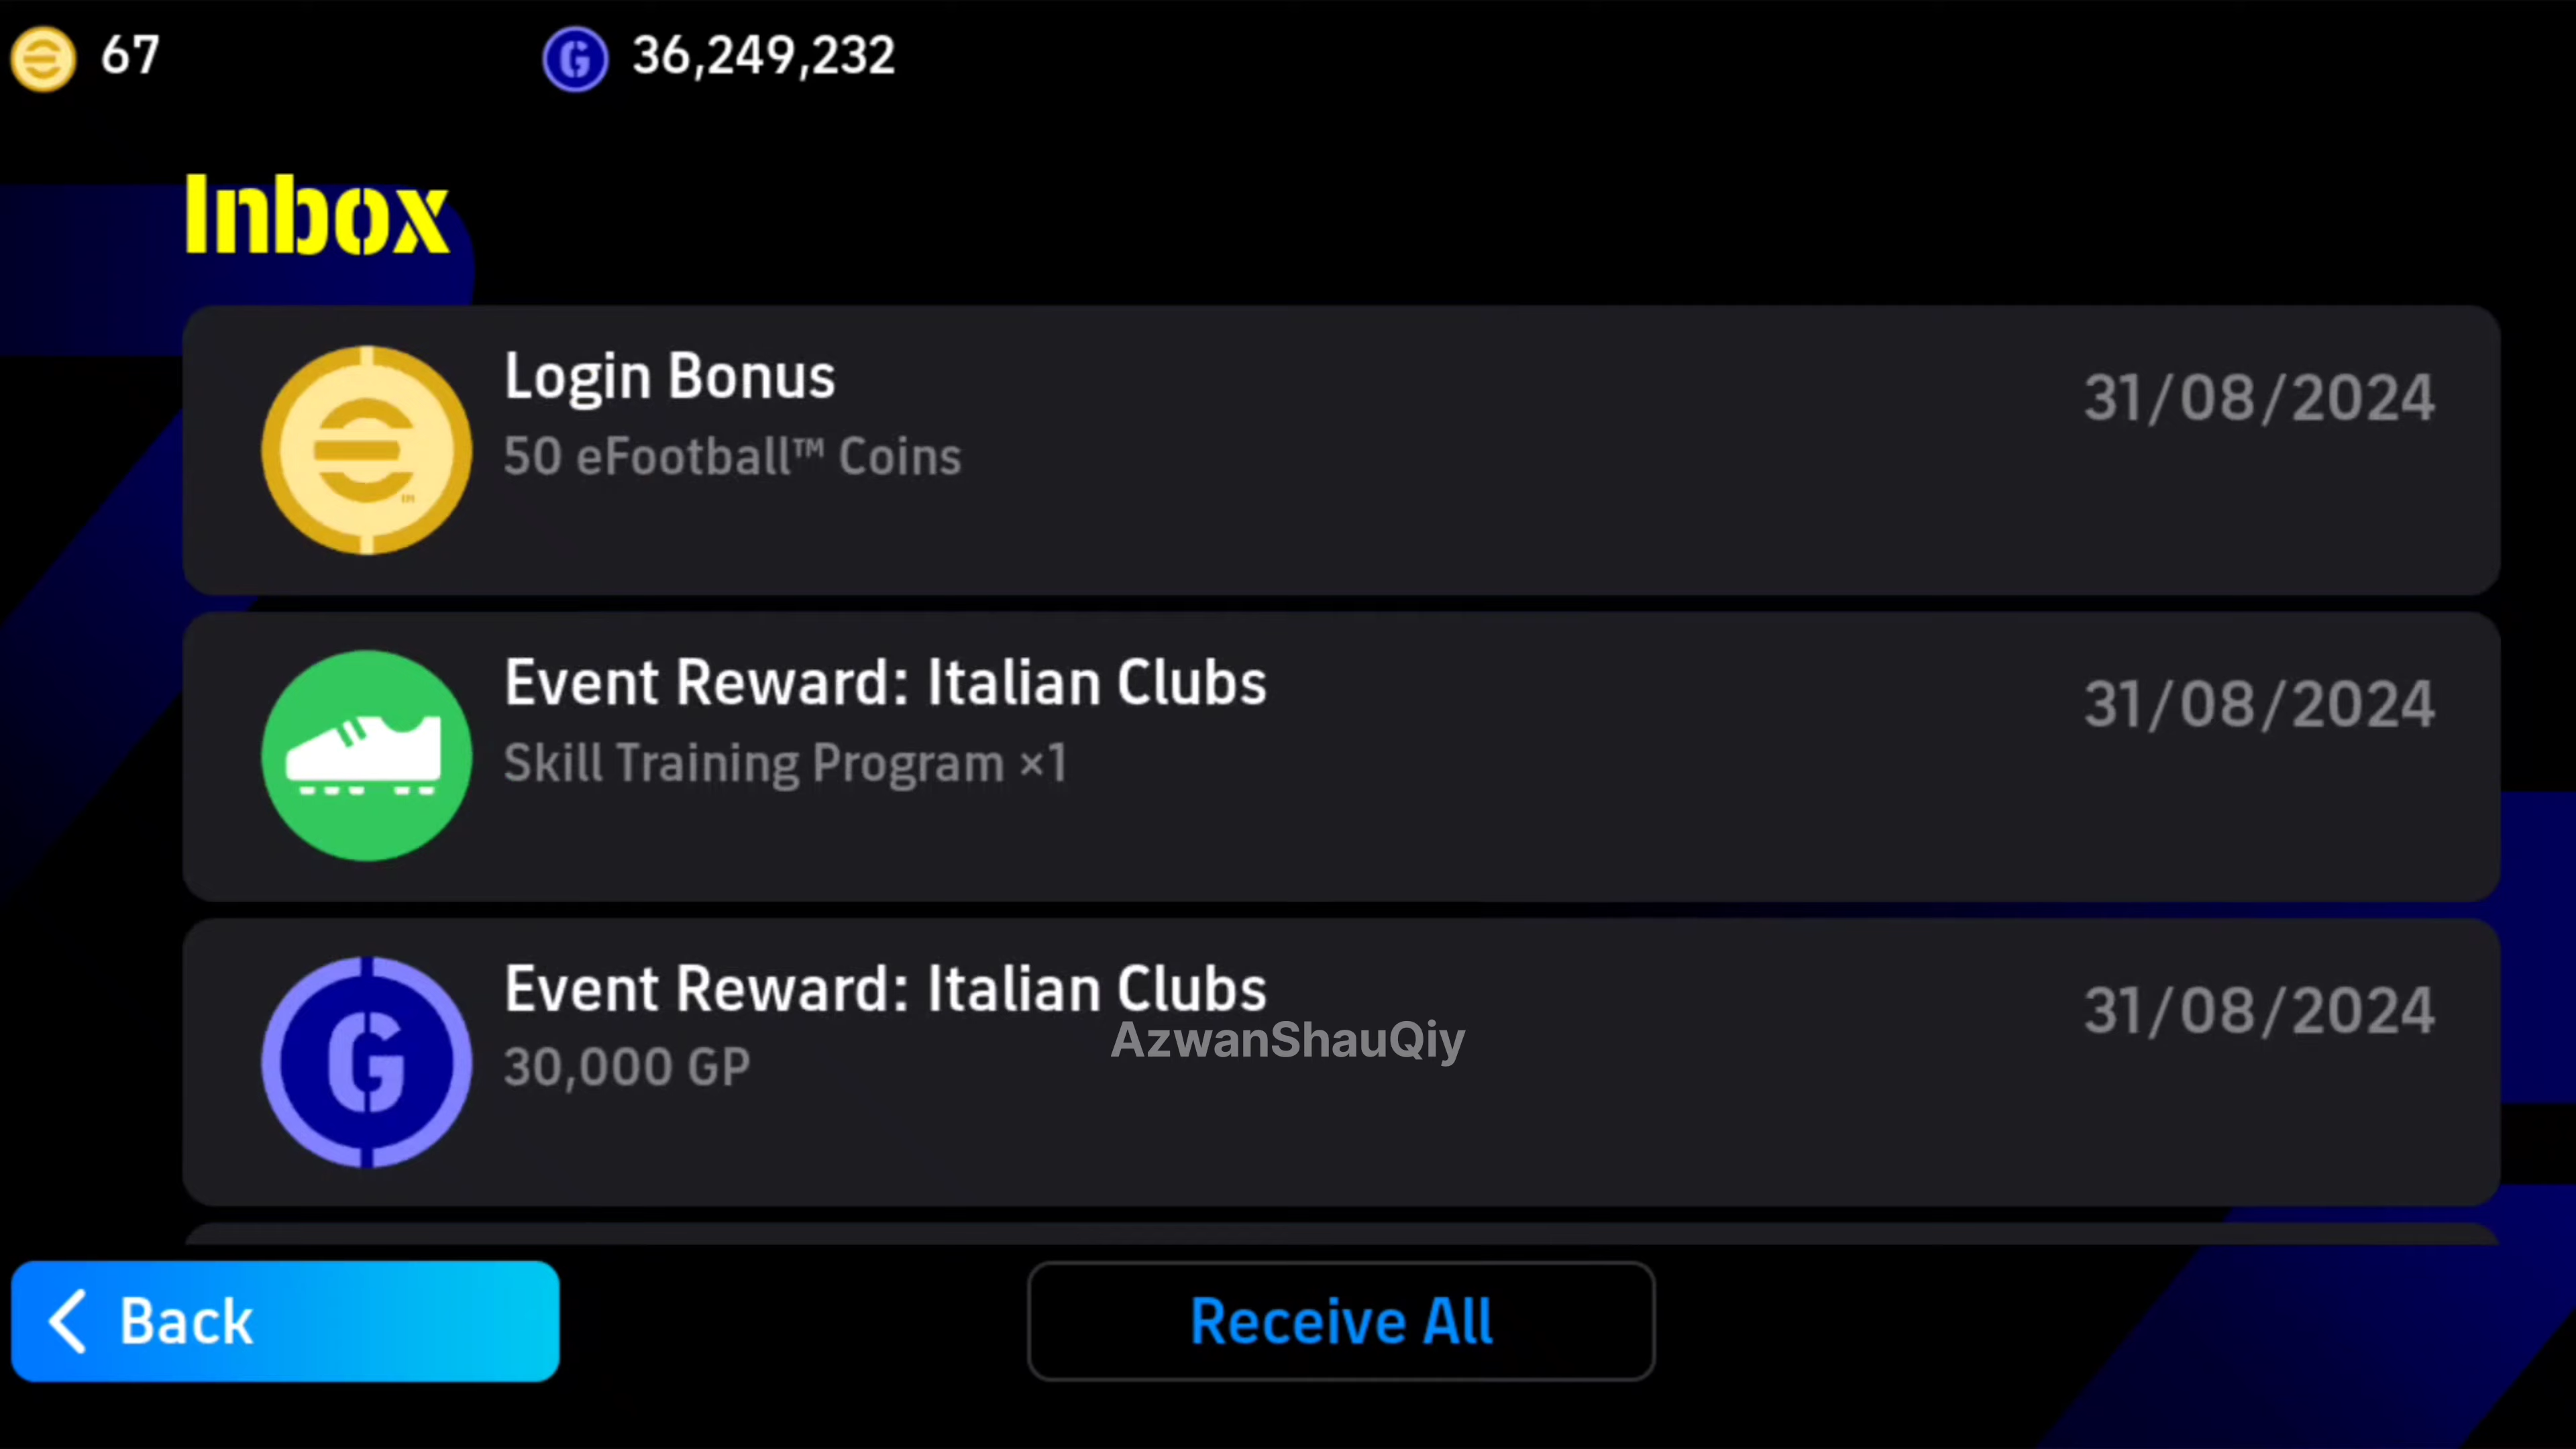 67
36,249,232
Inbox
Login Bonus
50 eFootball™ Coins
31/08/2024
Event Reward: Italian Clubs
Skill Training Program ×1
31/08/2024
Event Reward: Italian Clubs
30,000 GP
31/08/2024
AzwanShauQiy
Back
Receive All